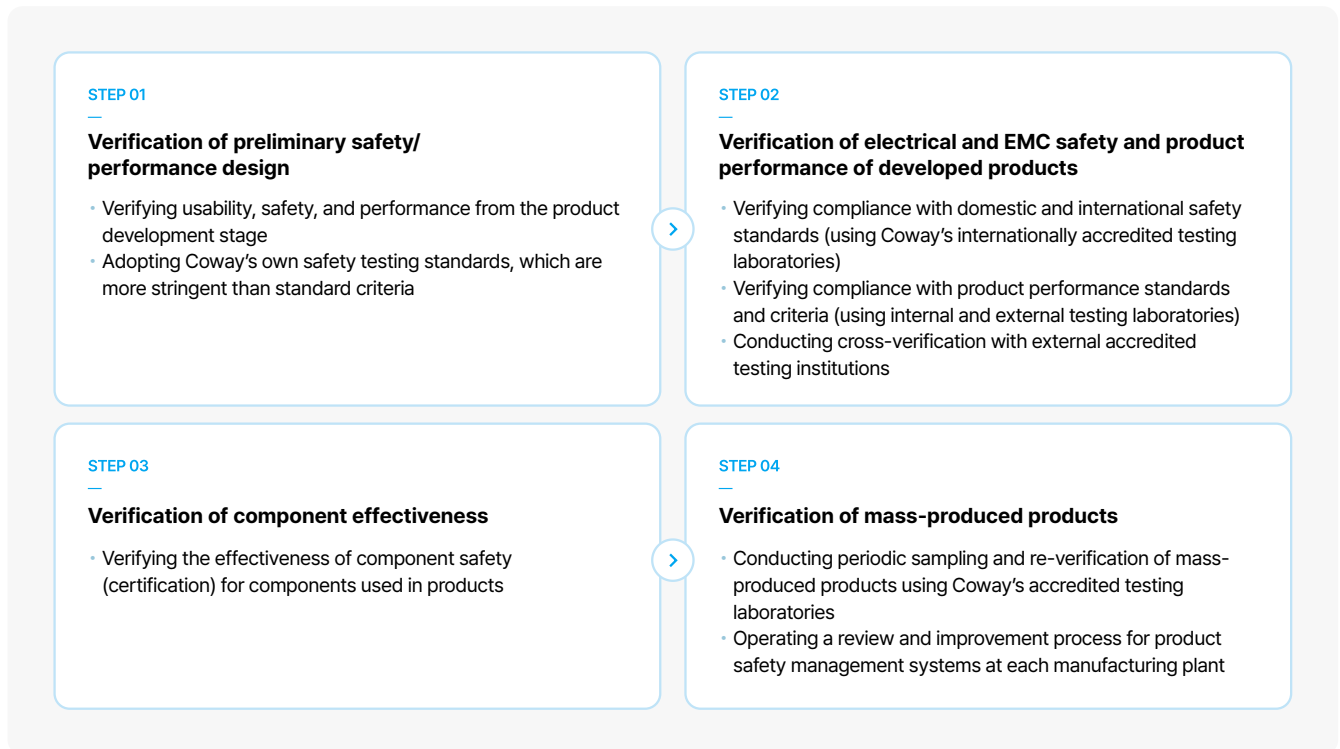 STEP 01
Verification of preliminary safety/
performance design
· Verifying usability, safety, and performance from the product
development stage
· Adopting Coway’s own safety testing standards, which are
more stringent than standard criteria
STEP 02
Verification of electrical and EMC safety and product
performance of developed products
· Verifying compliance with domestic and international safety
standards (using Coway’s internationally accredited testing
laboratories)
· Verifying compliance with product performance standards
and criteria (using internal and external testing laboratories)
· Conducting cross-verification with external accredited
testing institutions
STEP 03
Verification of component effectiveness
· Verifying the effectiveness of component safety
(certification) for components used in products
STEP 04
Verification of mass-produced products
· Conducting periodic sampling and re-verification of mass-
produced products using Coway’s accredited testing
laboratories
· Operating a review and improvement process for product
safety management systems at each manufacturing plant